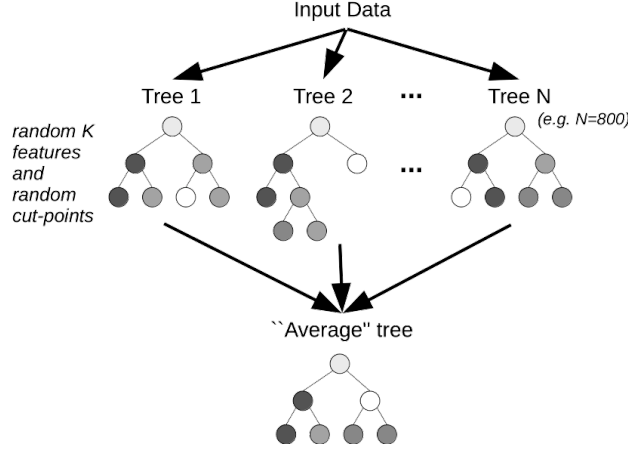 Input Data
Tree 1
Tree 2
...
Tree N
(e.g. N=800)
random K
features
and
random
cut-points
...
``Average" tree